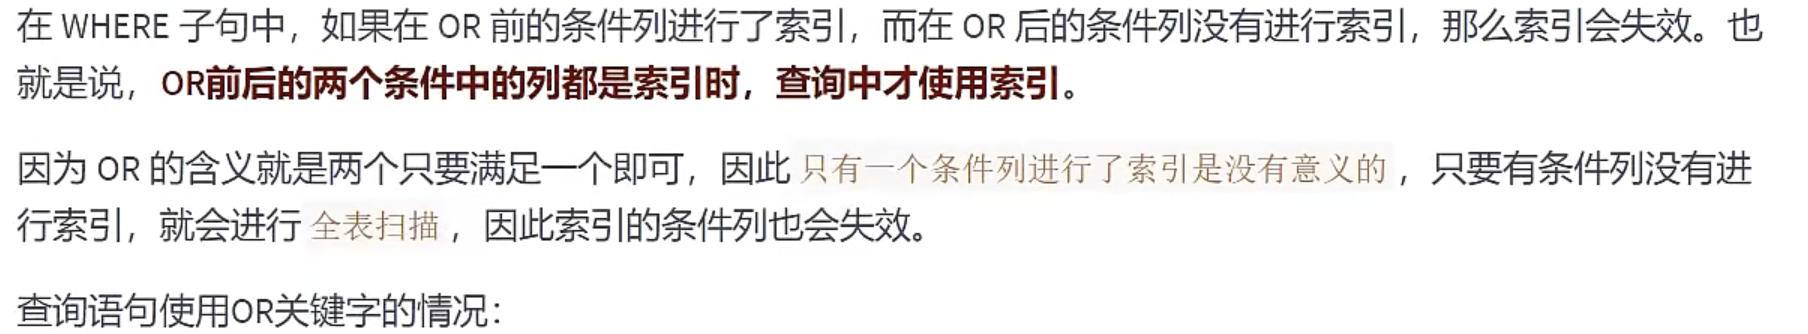 在 WHERE 子句中，如果在 OR 前的条件列进行了索引，而在 OR 后的条件列没有进行索引，那么索引会失效。也
就是说，OR前后的两个条件中的列都是索引时，查询中才使用索引。
因为 OR 的含义就是两个只要满足一个即可，因此 只有一个条件列进行了索引是没有意义的 ，只要有条件列没有进
行索引，就会进行 全表扫描 ，因此索引的条件列也会失效。
查询语句使用OR关键字的情况：